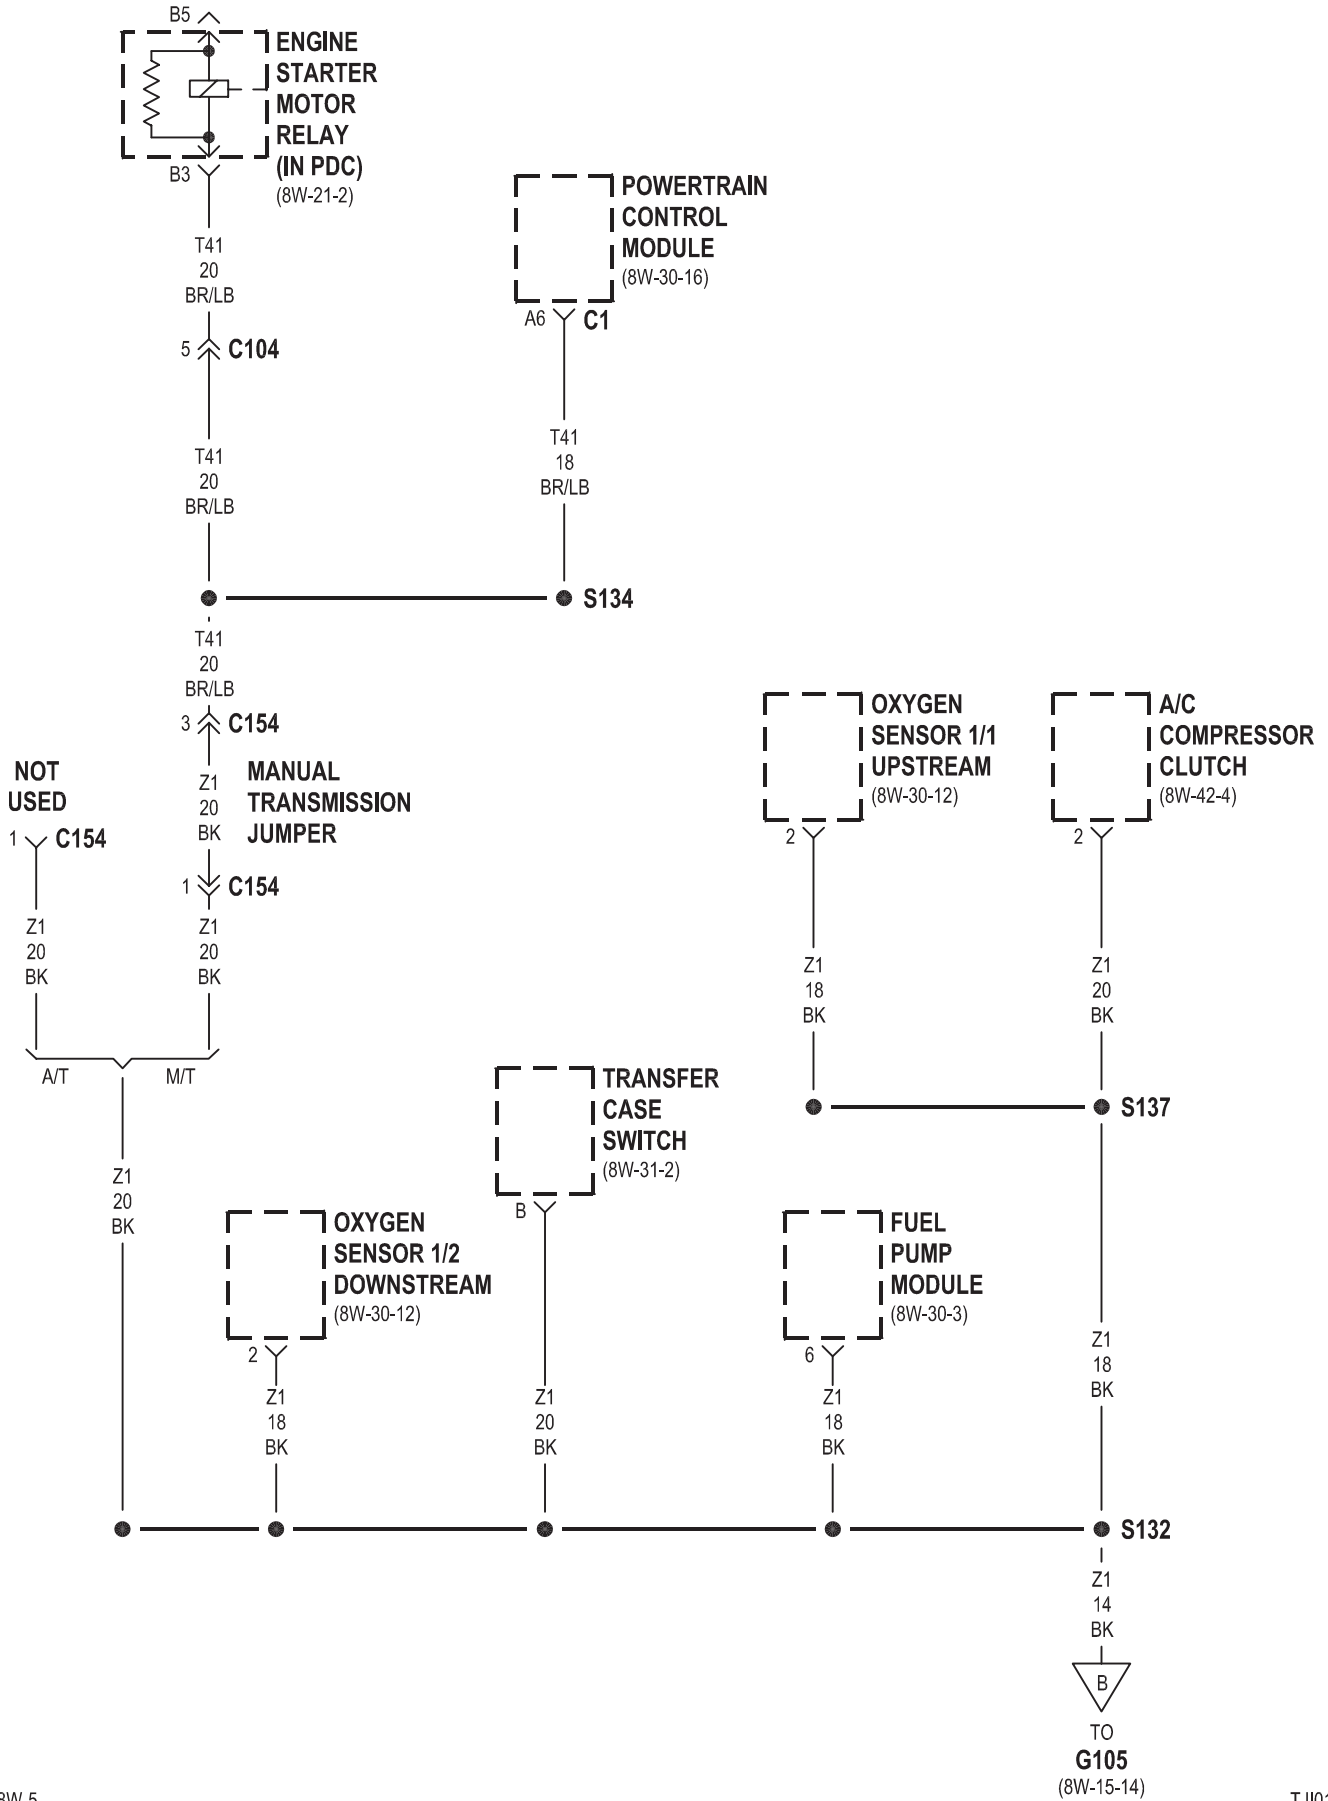 B5
ENGINE
STARTER
MOTOR
RELAY
(IN PDC)
(8W-21-2)
B3
T41
20
BR/LB
5 C104
T41
20
BR/LB
POWERTRAIN
CONTROL
MODULE
(8W-30-16)
A6 C1
T41
18
BR/LB
S134
T41
20
BR/LB
3 C154
NOT
USED
1 C154
Z1
20
BK
MANUAL
TRANSMISSION
JUMPER
1 C154
Z1
20
BK
Z1
20
BK
A/T M/T
Z1
20
BK
OXYGEN
SENSOR 1/1
UPSTREAM
(8W-30-12)
2
Z1
18
BK
A/C
COMPRESSOR
CLUTCH
(8W-42-4)
2
Z1
20
BK
S137
TRANSFER
CASE
SWITCH
(8W-31-2)
B
Z1
20
BK
OXYGEN
SENSOR 1/2
DOWNSTREAM
(8W-30-12)
2
Z1
18
BK
FUEL
PUMP
MODULE
(8W-30-3)
6
Z1
18
BK
Z1
18
BK
S132
Z1
14
BK
B
TO
G105
(8W-15-14)